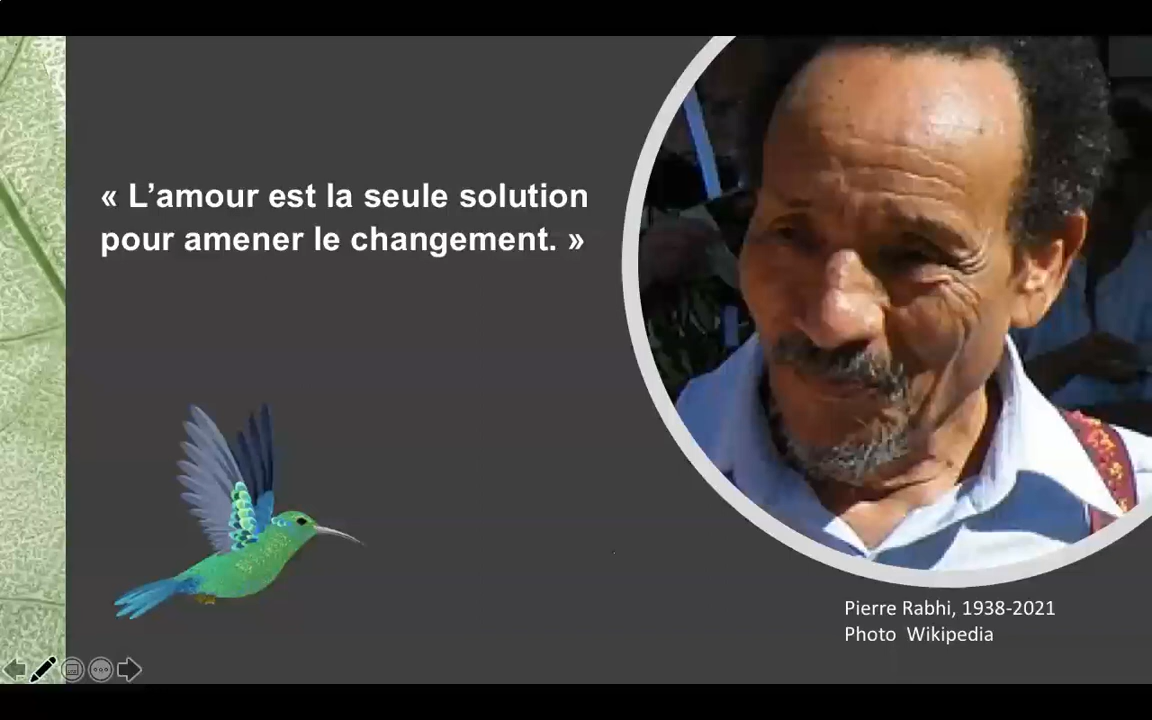 « L’amour est la seule solution
pour amener le changement. »
Pierre Rabhi, 1938-2021
Photo Wikipedia